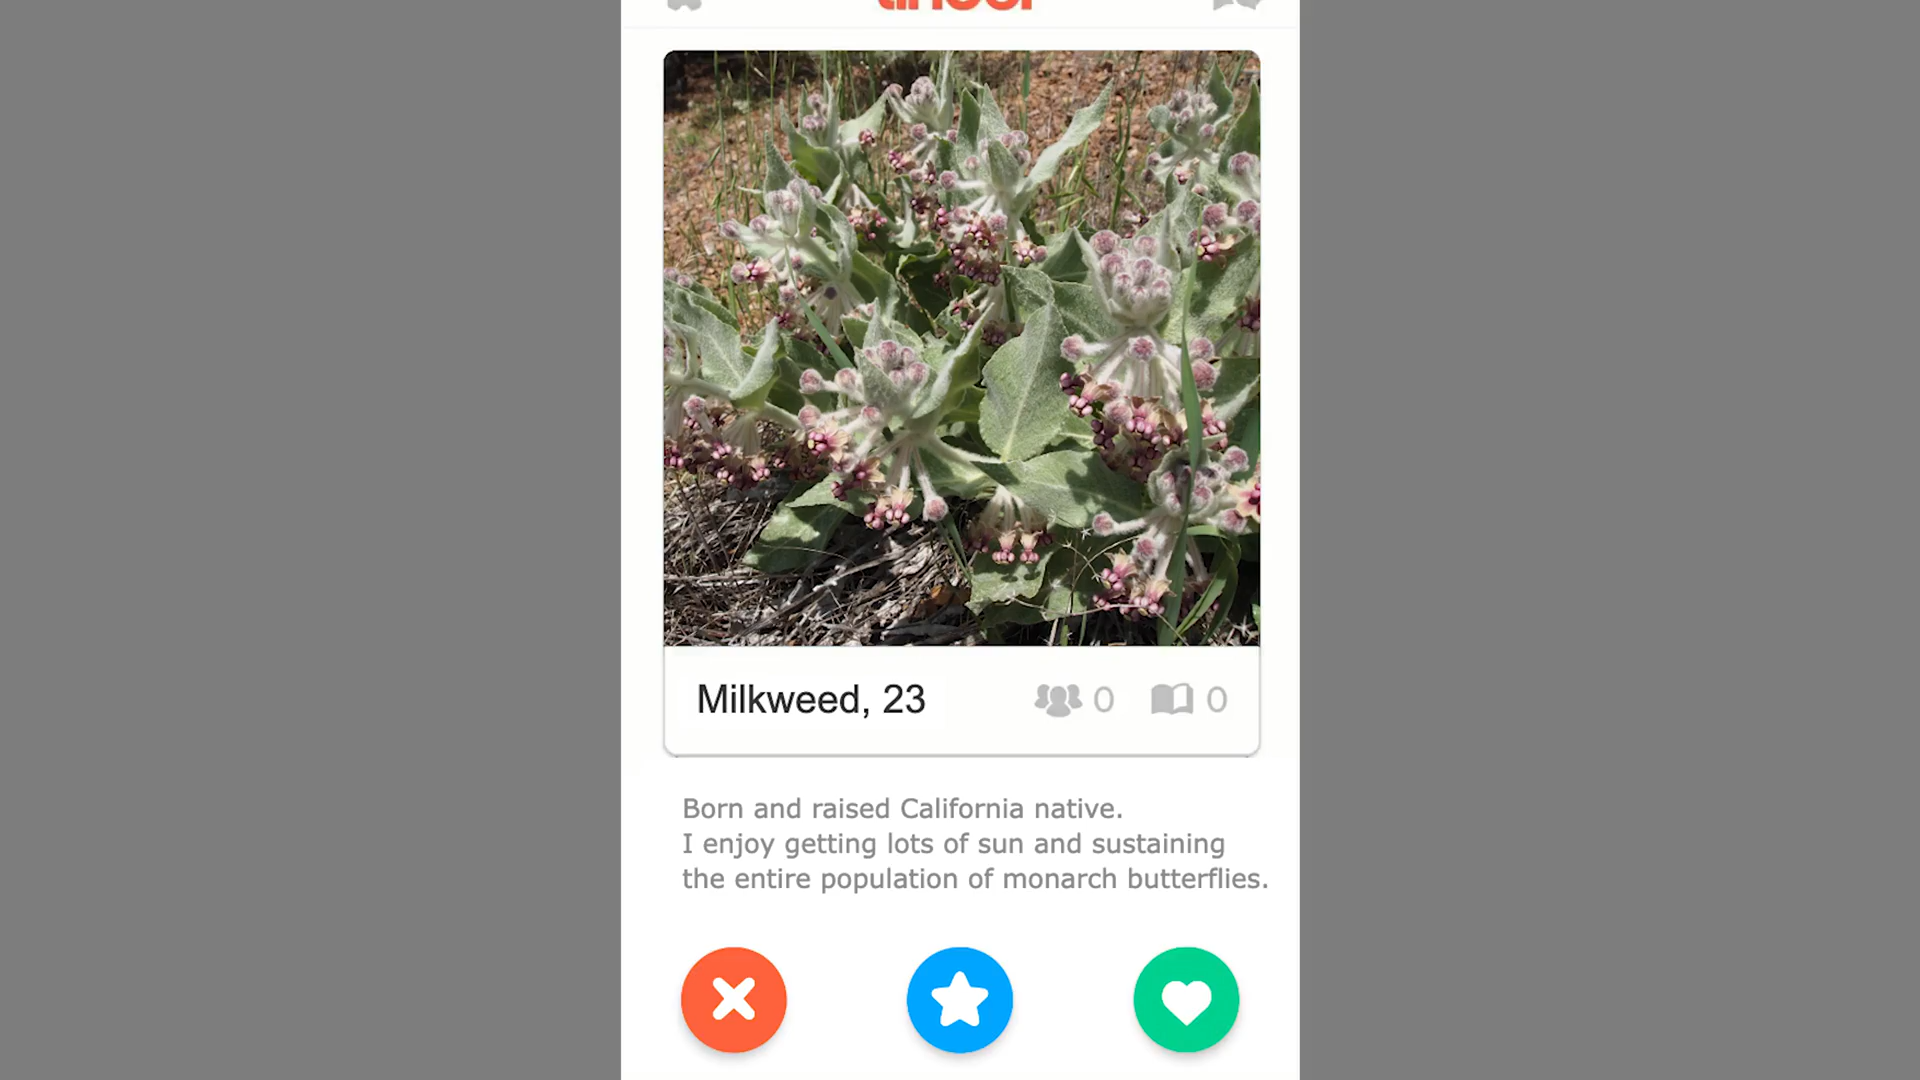 Milkweed, 23
0
0
Born and raised California native.
I enjoy getting lots of sun and sustaining
the entire population of monarch butterflies.